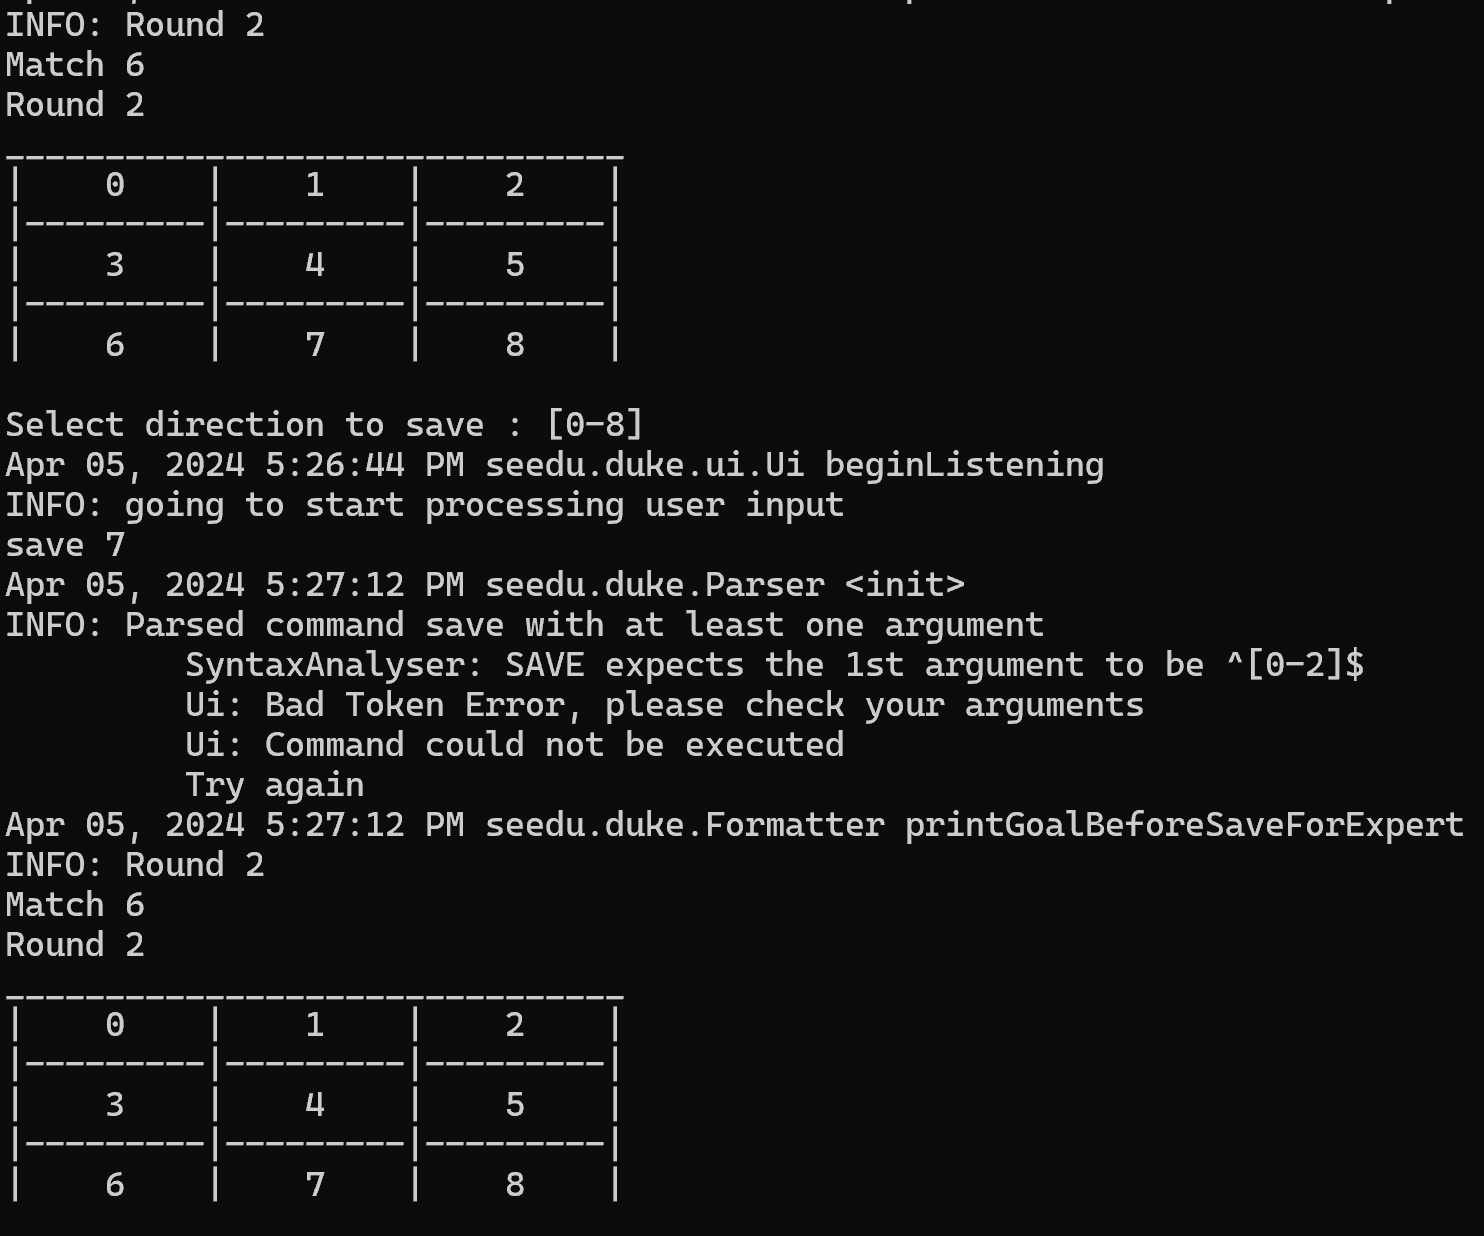 INFO: Round 2
Match 6
Round 2
_______________________________
|    0    |    1    |    2    |
|---------|---------|---------|
|    3    |    4    |    5    |
|---------|---------|---------|
|    6    |    7    |    8    |
Select direction to save : [0-8]
Apr 05, 2024 5:26:44 PM seedu.duke.ui.Ui beginListening
INFO: going to start processing user input
save 7
Apr 05, 2024 5:27:12 PM seedu.duke.Parser <init>
INFO: Parsed command save with at least one argument
SyntaxAnalyser: SAVE expects the 1st argument to be ^[0-2]$
Ui: Bad Token Error, please check your arguments
Ui: Command could not be executed
Try again
Apr 05, 2024 5:27:12 PM seedu.duke.Formatter printGoalBeforeSaveForExpert
INFO: Round 2
Match 6
Round 2
_______________________________
|    0    |    1    |    2    |
|---------|---------|---------|
|    3    |    4    |    5    |
|---------|---------|---------|
|    6    |    7    |    8    |